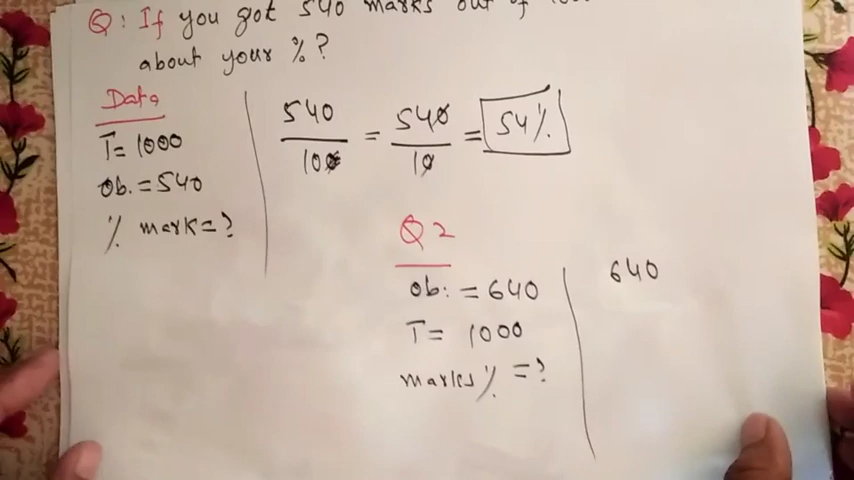 Q: If you got 540 marks out of
about your %?
Data
T = 1000
Ob. = 540
% mark = ?
540/100 = 540/10 = 54%
Q 2
Ob: = 640
T = 1000
marks % = ?
640